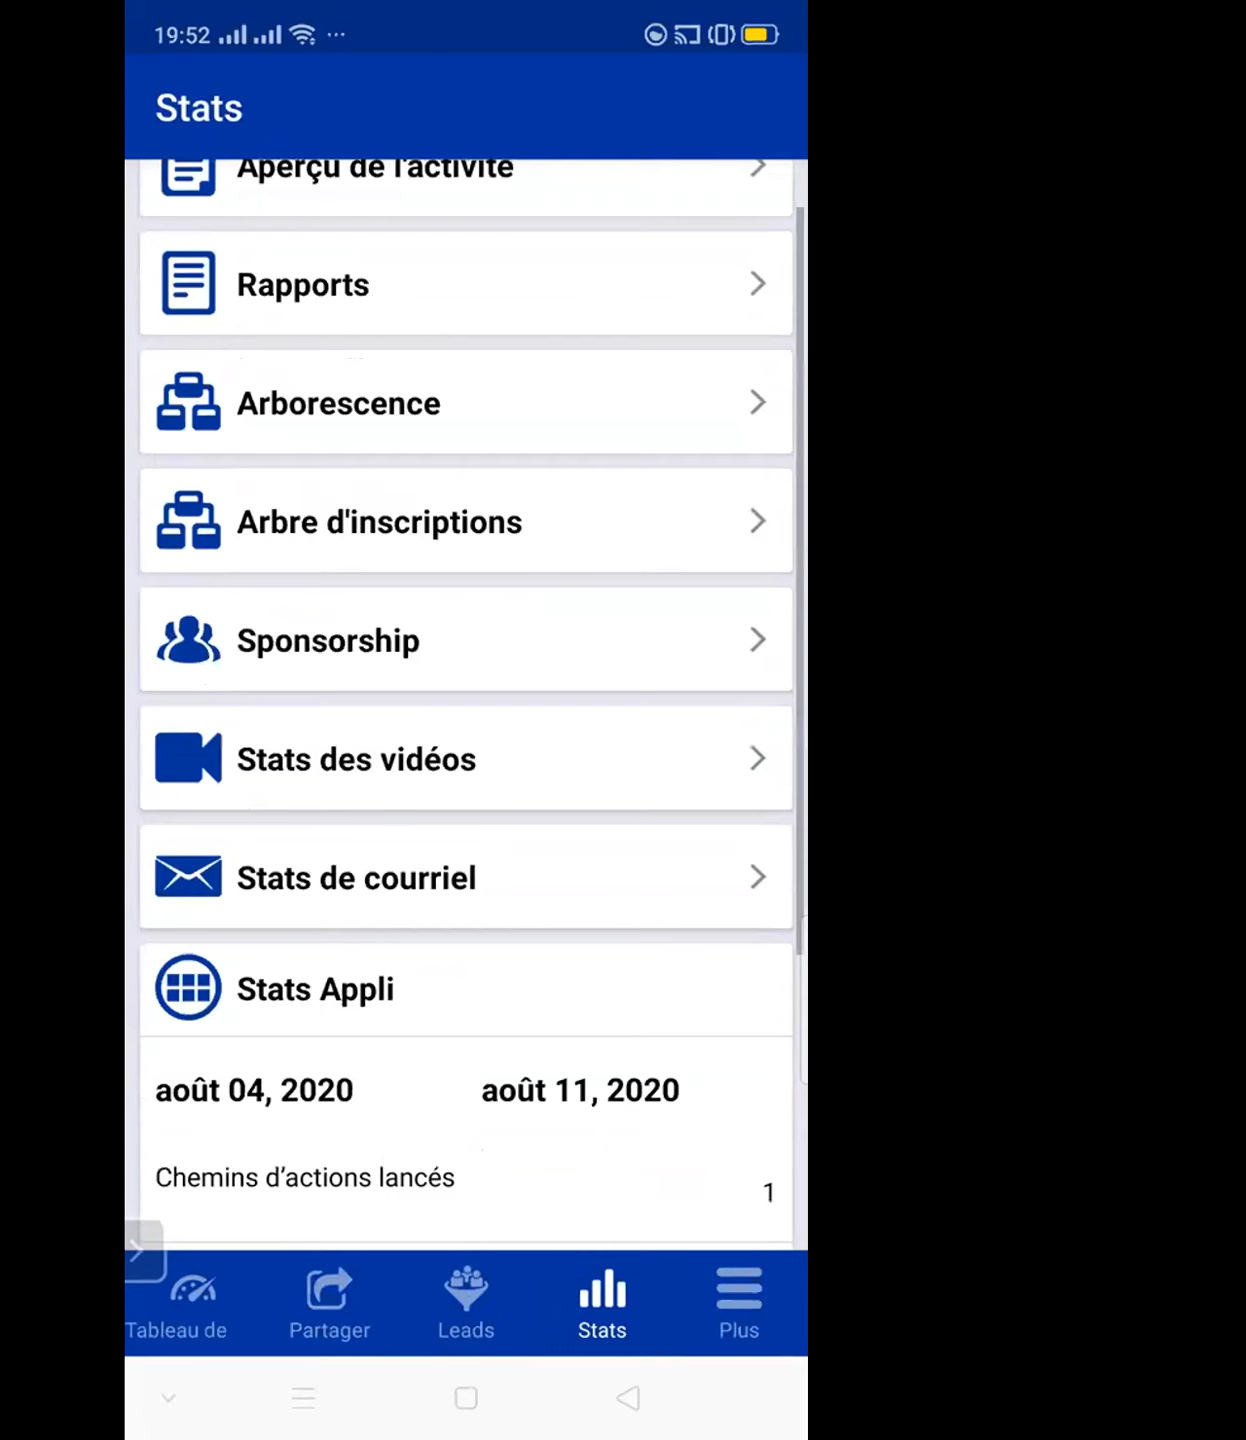 19:52
Stats
Aperçu de l'activité
Rapports
Arborescence
Arbre d'inscriptions
Sponsorship
Stats des vidéos
Stats de courriel
Stats Appli
août 04, 2020 août 11, 2020
Chemins d’actions lancés
1
Tableau de Partager Leads Stats Plus